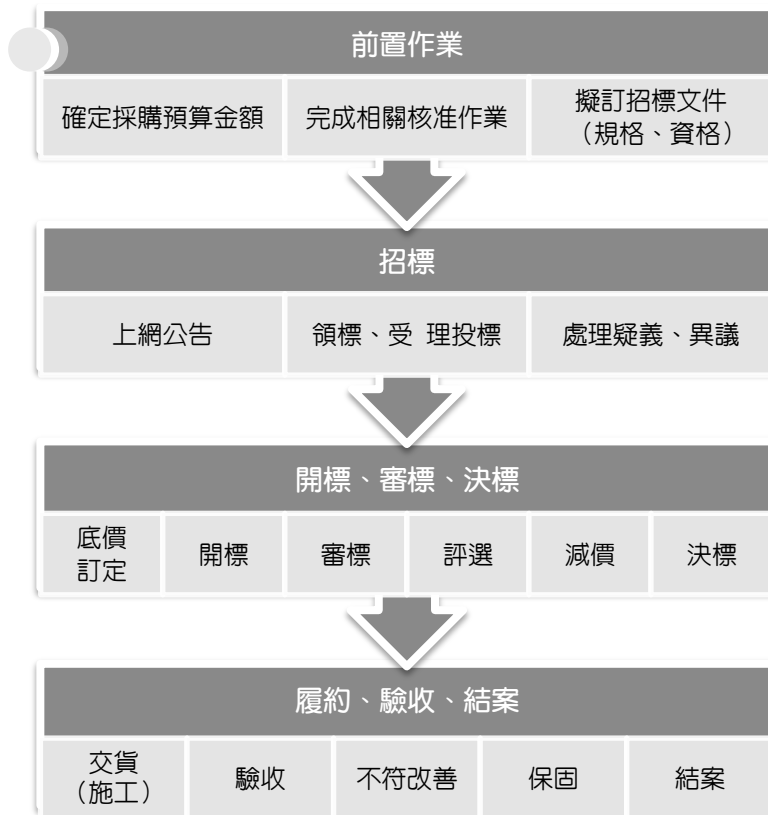 前置作業
確定採購預算金額
完成相關核准作業
擬訂招標文件
（規格、資格）
招標
上網公告
領標、受 理投標
處理疑義、異議
開標、審標、決標
底價
訂定
開標
審標
評選
減價
決標
履約、驗收、結案
交貨
（施工）
驗收
不符改善
保固
結案